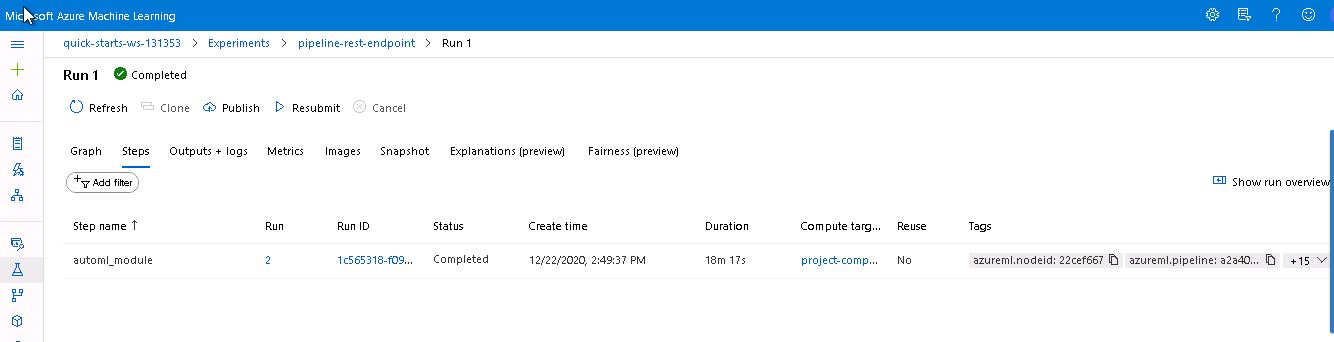 Microsoft Azure Machine Learning
quick-starts-ws-131353 > Experiments > pipeline-rest-endpoint > Run 1
Run 1 Completed
Refresh Clone Publish Resubmit Cancel
Graph Steps Outputs + logs Metrics Images Snapshot Explanations (preview) Fairness (preview)
Add filter
Show run overview
Step name ↑ Run Run ID Status Create time Duration Compute targ... Reuse Tags
automl_module 2 1c565318-f09... Completed 12/22/2020, 2:49:37 PM 18m 17s project-comp... No azureml.nodeid: 22cef667 azureml.pipeline: a2a40... +15